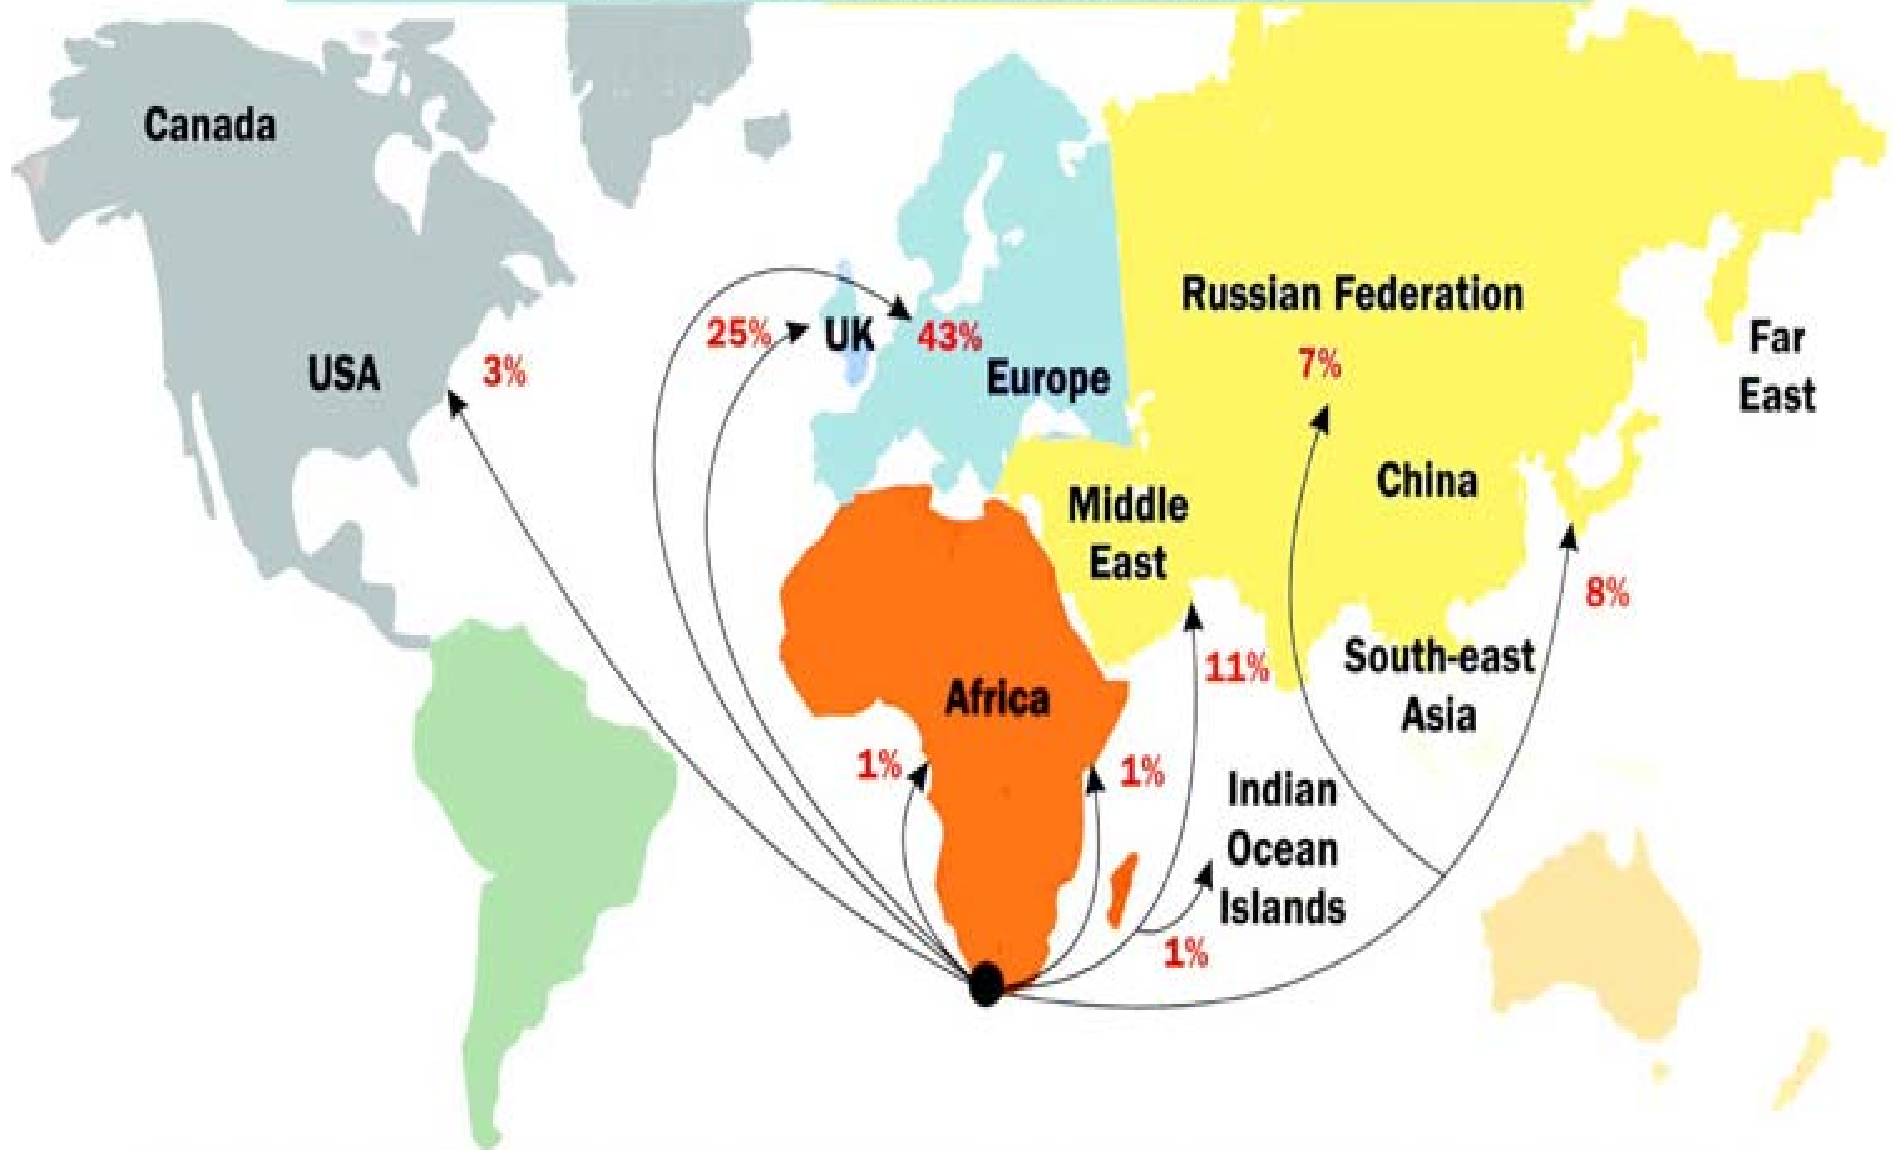 Canada
USA
3%
25%
UK
43%
Europe
Russian Federation
7%
Far
East
China
Middle
East
8%
11%
South-east
Asia
Africa
1%
1%
Indian
Ocean
Islands
1%